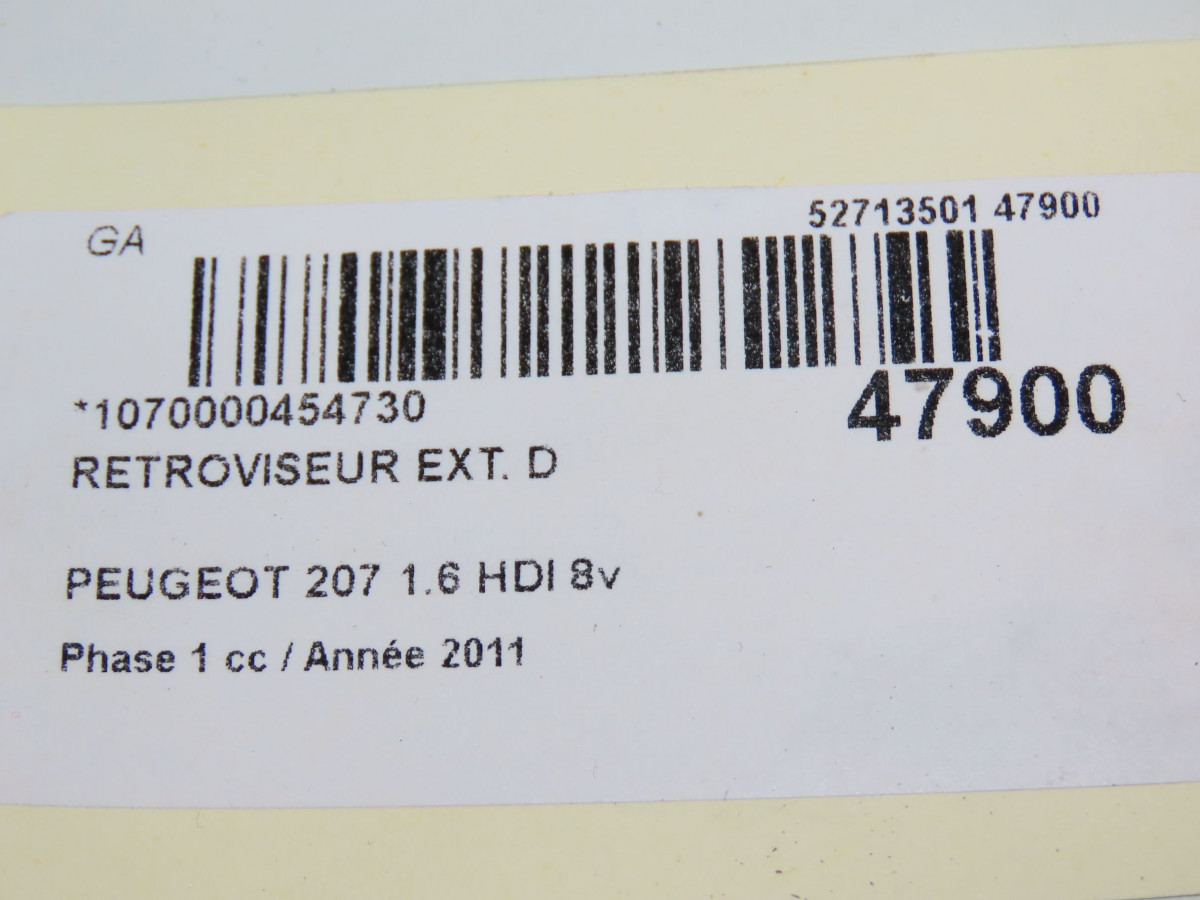 GA
52713501 47900
*1070000454730
47900
RETROVISEUR EXT. D
PEUGEOT 207 1.6 HDI 8v
Phase 1 cc / Année 2011